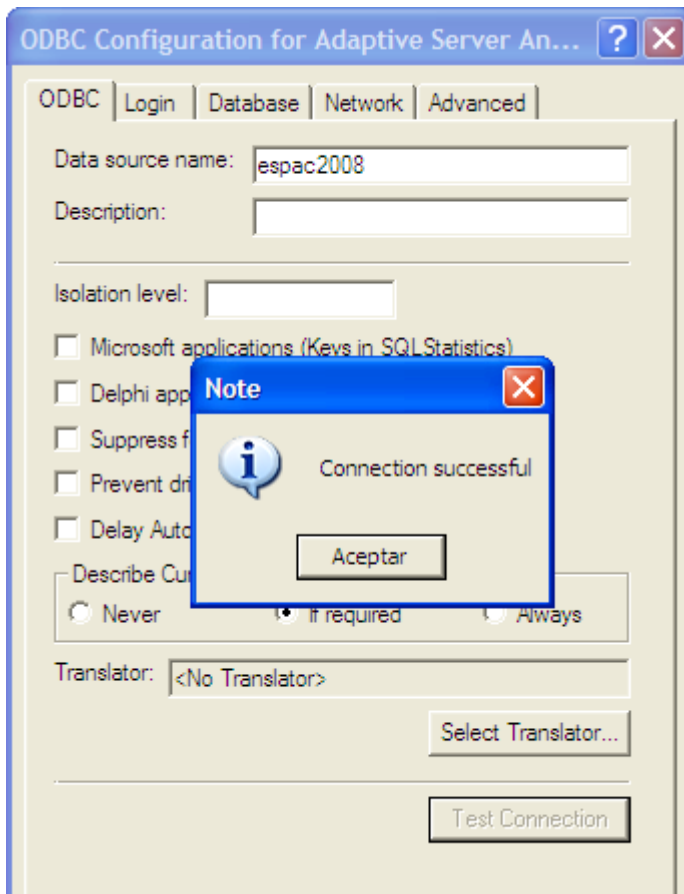 ODBC Configuration for Adaptive Server An...
ODBC Login Database Network Advanced
Data source name: espac2008
Description:
Isolation level:
Microsoft applications (Keys in SQLStatistics)
Delphi app
Note
Suppress f
Connection successful
Prevent dri
Delay Auto
Aceptar
Describe Cu
Never If required Always
Translator: <No Translator>
Select Translator...
Test Connection